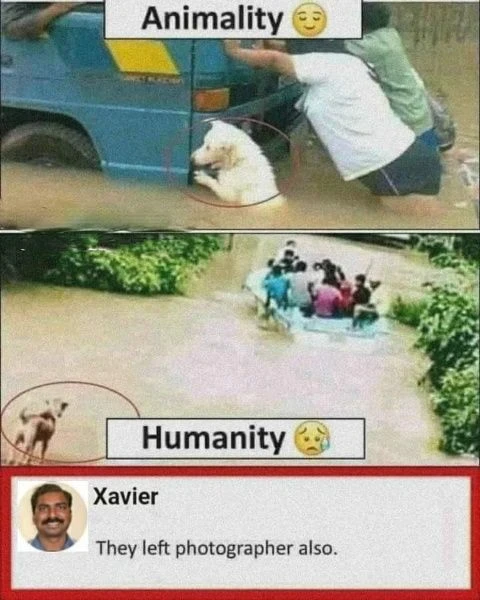 Animality 😌
Humanity 😥
Xavier
They left photographer also.